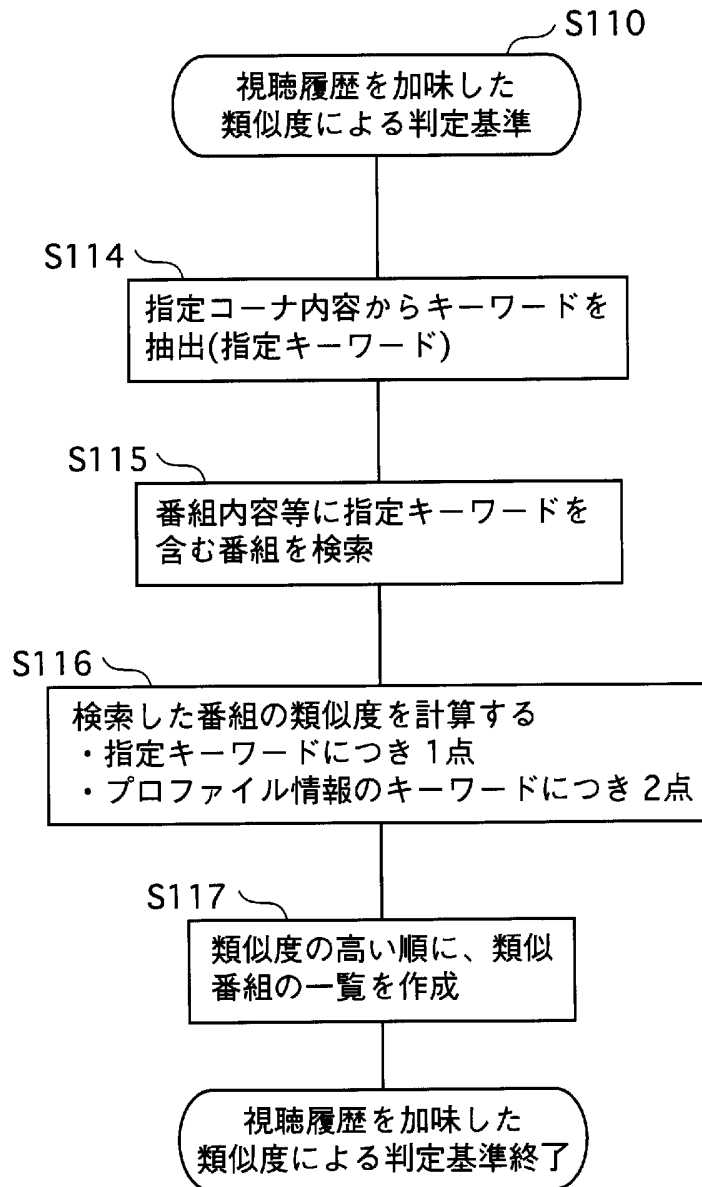 S110
視聴履歴を加味した
類似度による判定基準
S114
指定コーナ内容からキーワードを
抽出(指定キーワード)
S115
番組内容等に指定キーワードを
含む番組を検索
S116
検索した番組の類似度を計算する
・指定キーワードにつき 1点
・プロファイル情報のキーワードにつき 2点
S117
類似度の高い順に、類似
番組の一覧を作成
視聴履歴を加味した
類似度による判定基準終了